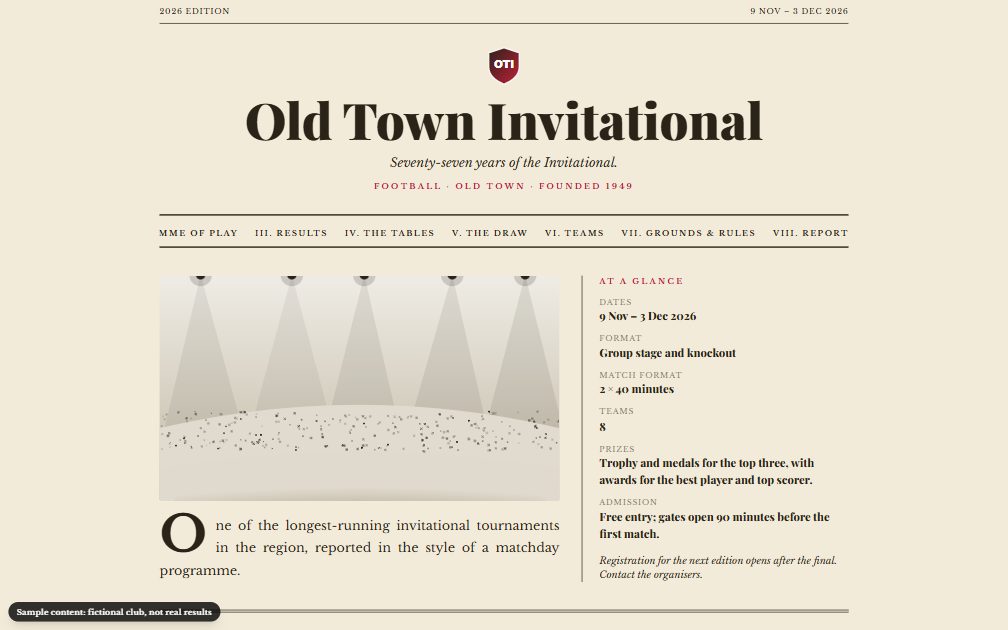 2026 EDITION
9 NOV – 3 DEC 2026
OTI
Old Town Invitational
Seventy-seven years of the Invitational.
FOOTBALL · OLD TOWN · FOUNDED 1949
MME OF PLAY III. RESULTS IV. THE TABLES V. THE DRAW VI. TEAMS VII. GROUNDS & RULES VIII. REPORT
One of the longest-running invitational tournaments
in the region, reported in the style of a matchday
programme.
AT A GLANCE
DATES
9 Nov – 3 Dec 2026
FORMAT
Group stage and knockout
MATCH FORMAT
2 × 40 minutes
TEAMS
8
PRIZES
Trophy and medals for the top three, with
awards for the best player and top scorer.
ADMISSION
Free entry; gates open 90 minutes before the
first match.
Registration for the next edition opens after the final.
Contact the organisers.
Sample content: fictional club, not real results